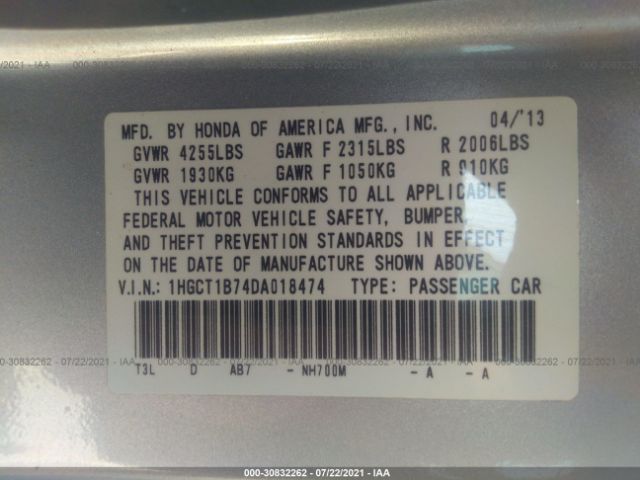 MFD. BY HONDA OF AMERICA MFG., INC. 04/'13
GVWR 4255LBS GAWR F 2315LBS R 2006LBS
GVWR 1930KG GAWR F 1050KG R 910KG
THIS VEHICLE CONFORMS TO ALL APPLICABLE
FEDERAL MOTOR VEHICLE SAFETY, BUMPER,
AND THEFT PREVENTION STANDARDS IN EFFECT
ON THE DATE OF MANUFACTURE SHOWN ABOVE.
V.I.N.: 1HGCT1B74DA018474 TYPE: PASSENGER CAR
T3L D AB7 - NH700M - A - A
000-30832262 - 07/22/2021 - IAA